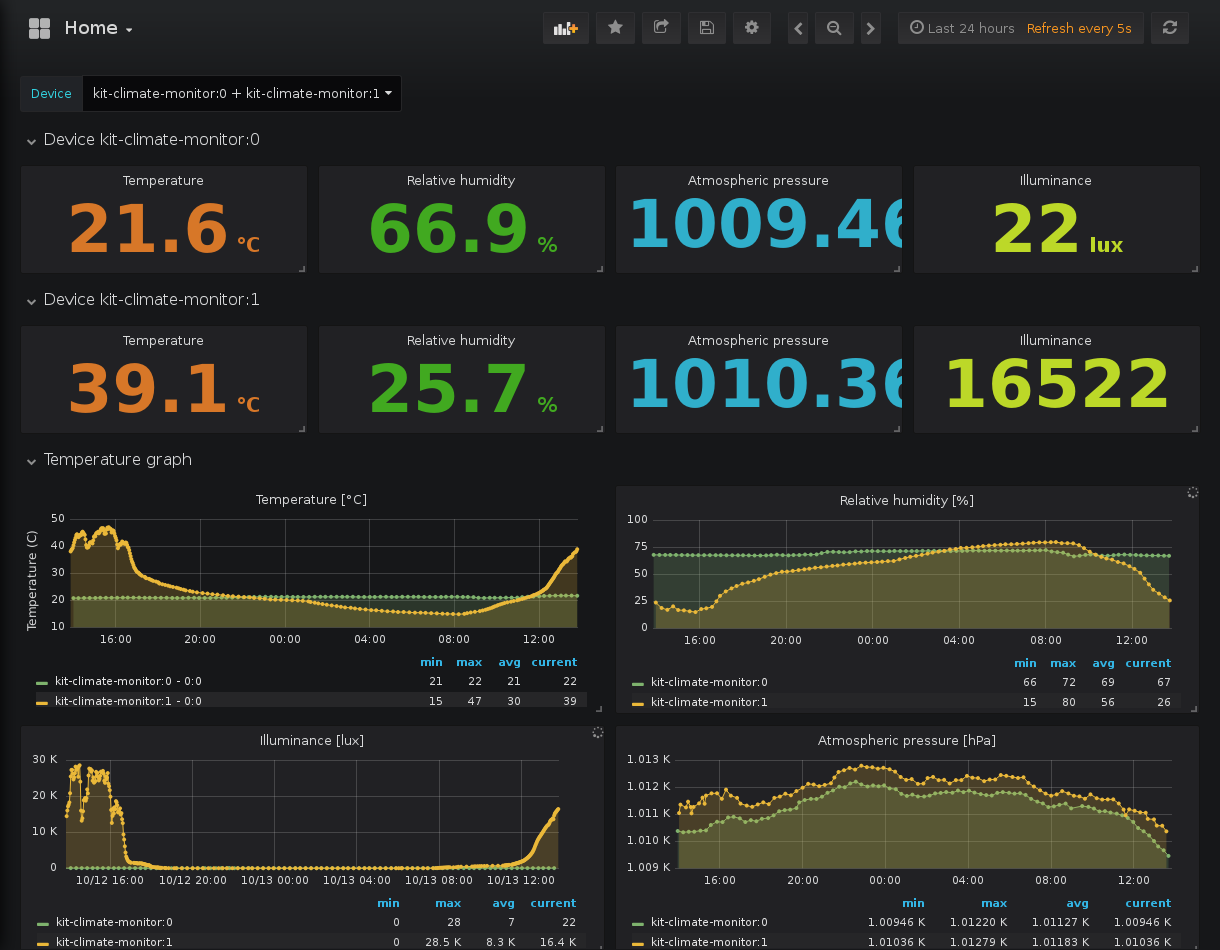 Home
Last 24 hours Refresh every 5s
Device kit-climate-monitor:0 + kit-climate-monitor:1
Device kit-climate-monitor:0
Temperature Relative humidity Atmospheric pressure Illuminance
21.6 °C 66.9 % 1009.46 22 lux
Device kit-climate-monitor:1
Temperature Relative humidity Atmospheric pressure Illuminance
39.1 °C 25.7 % 1010.36 16522
Temperature graph
Temperature [°C]
Temperature (C)
50
40
30
20
10
16:00 20:00 00:00 04:00 08:00 12:00
min max avg current
kit-climate-monitor:0 - 0:0 21 22 21 22
kit-climate-monitor:1 - 0:0 15 47 30 39
Relative humidity [%]
100
75
50
25
0
16:00 20:00 00:00 04:00 08:00 12:00
min max avg current
kit-climate-monitor:0 66 72 69 67
kit-climate-monitor:1 15 80 56 26
Illuminance [lux]
30 K
20 K
10 K
0
10/12 16:00 10/12 20:00 10/13 00:00 10/13 04:00 10/13 08:00 10/13 12:00
min max avg current
kit-climate-monitor:0 0 28 7 22
kit-climate-monitor:1 0 28.5 K 8.3 K 16.4 K
Atmospheric pressure [hPa]
1.013 K
1.012 K
1.011 K
1.010 K
1.009 K
16:00 20:00 00:00 04:00 08:00 12:00
min max avg current
kit-climate-monitor:0 1.00946 K 1.01220 K 1.01127 K 1.00946 K
kit-climate-monitor:1 1.01036 K 1.01279 K 1.01183 K 1.01036 K